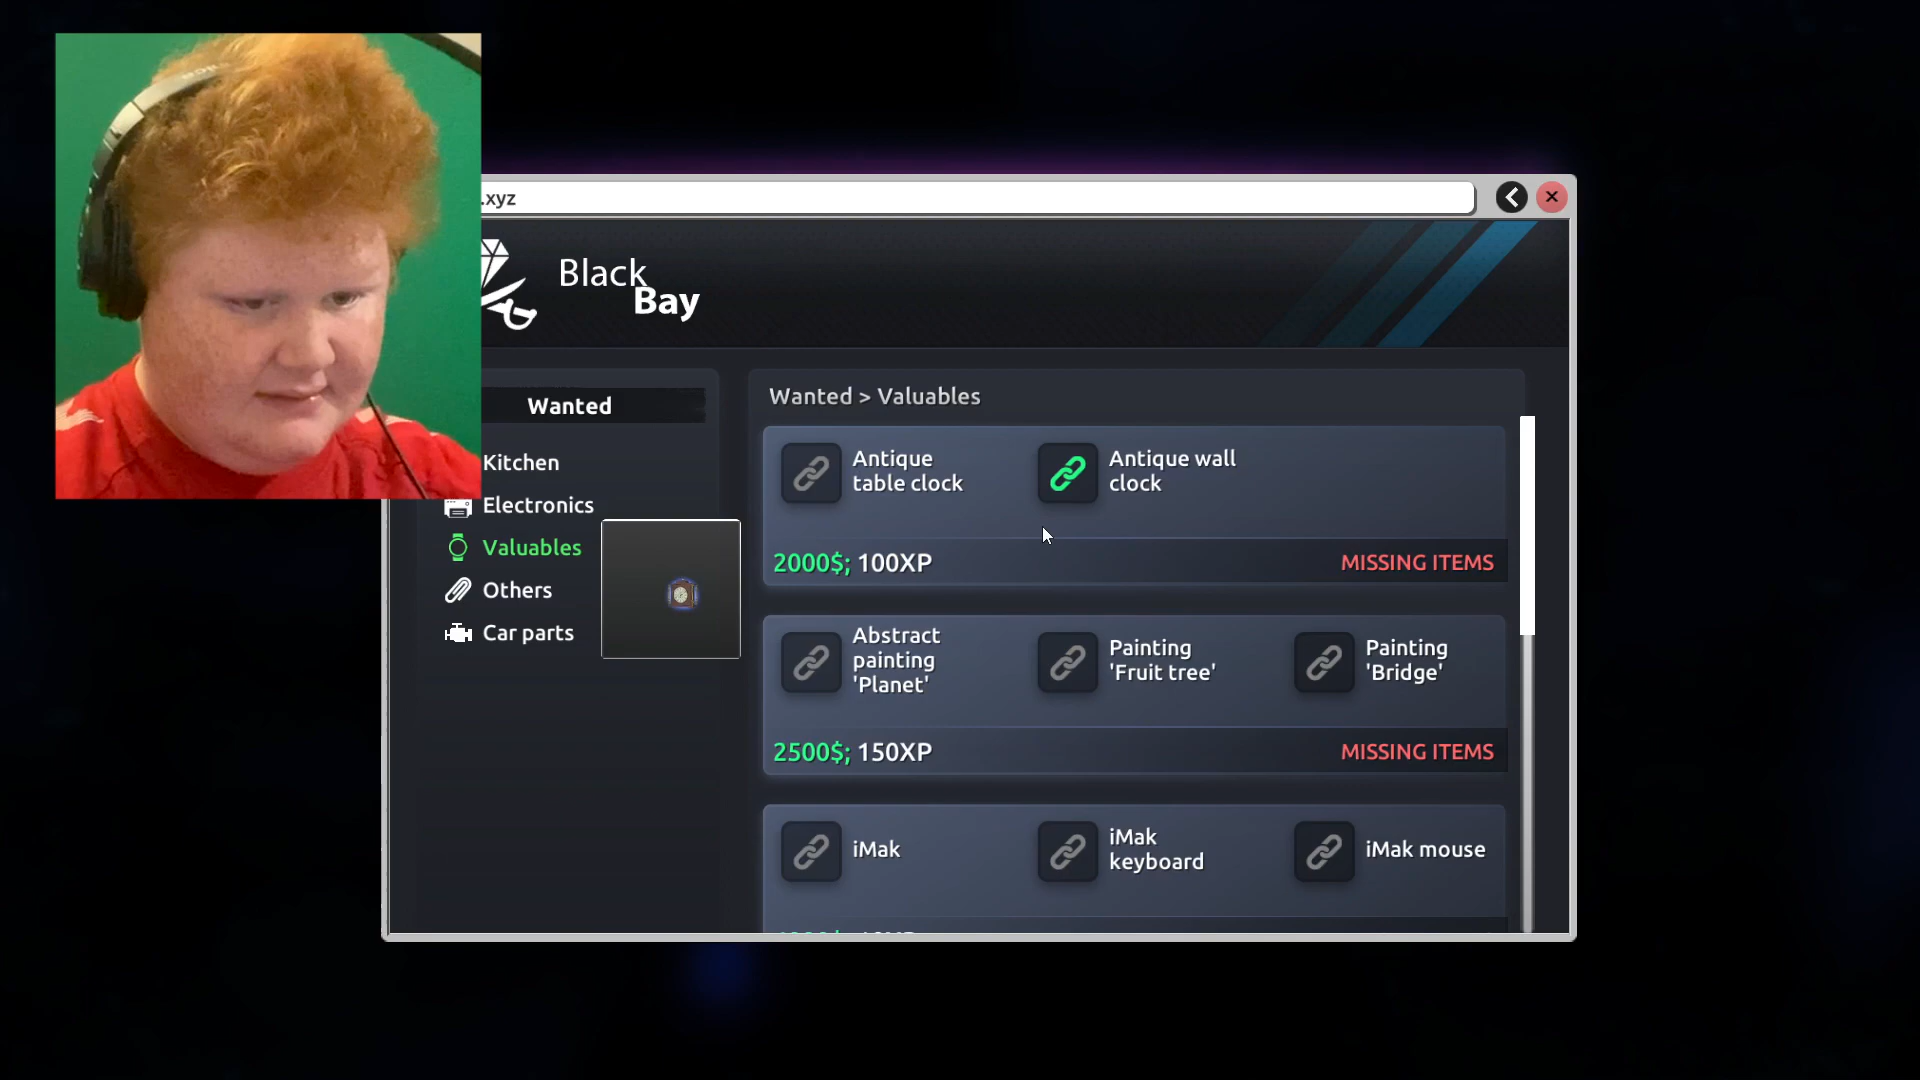 .xyz
Black
Bay
Wanted
Kitchen
Electronics
Valuables
Others
Car parts
Wanted > Valuables
Antique
table clock
Antique wall
clock
2000$; 100XP
MISSING ITEMS
Abstract
painting
'Planet'
Painting
'Fruit tree'
Painting
'Bridge'
2500$; 150XP
MISSING ITEMS
iMak
iMak
keyboard
iMak mouse